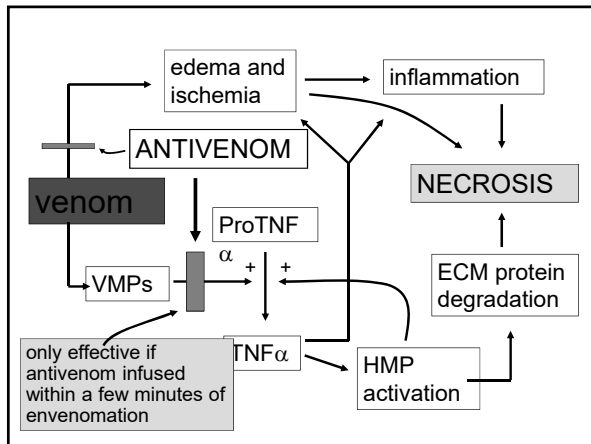 edema and
ischemia
inflammation
ANTIVENOM
NECROSIS
venom
ProTNF
α
+ +
VMPs
ECM protein
degradation
only effective if
antivenom infused
within a few minutes of
envenomation
TNFα
HMP
activation